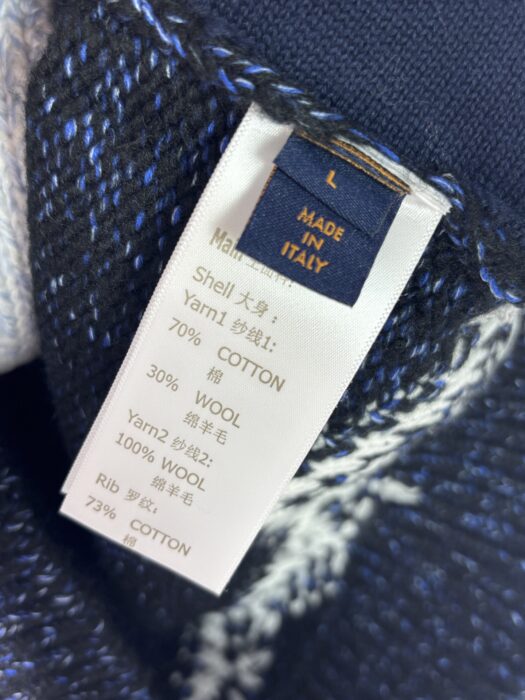 L
MADE
IN
ITALY
Main
Shell 大身:
Yarn1 纱线1:
70% COTTON
棉
30% WOOL
绵羊毛
Yarn2 纱线2:
100% WOOL
绵羊毛
Rib 罗纹:
73% COTTON
棉